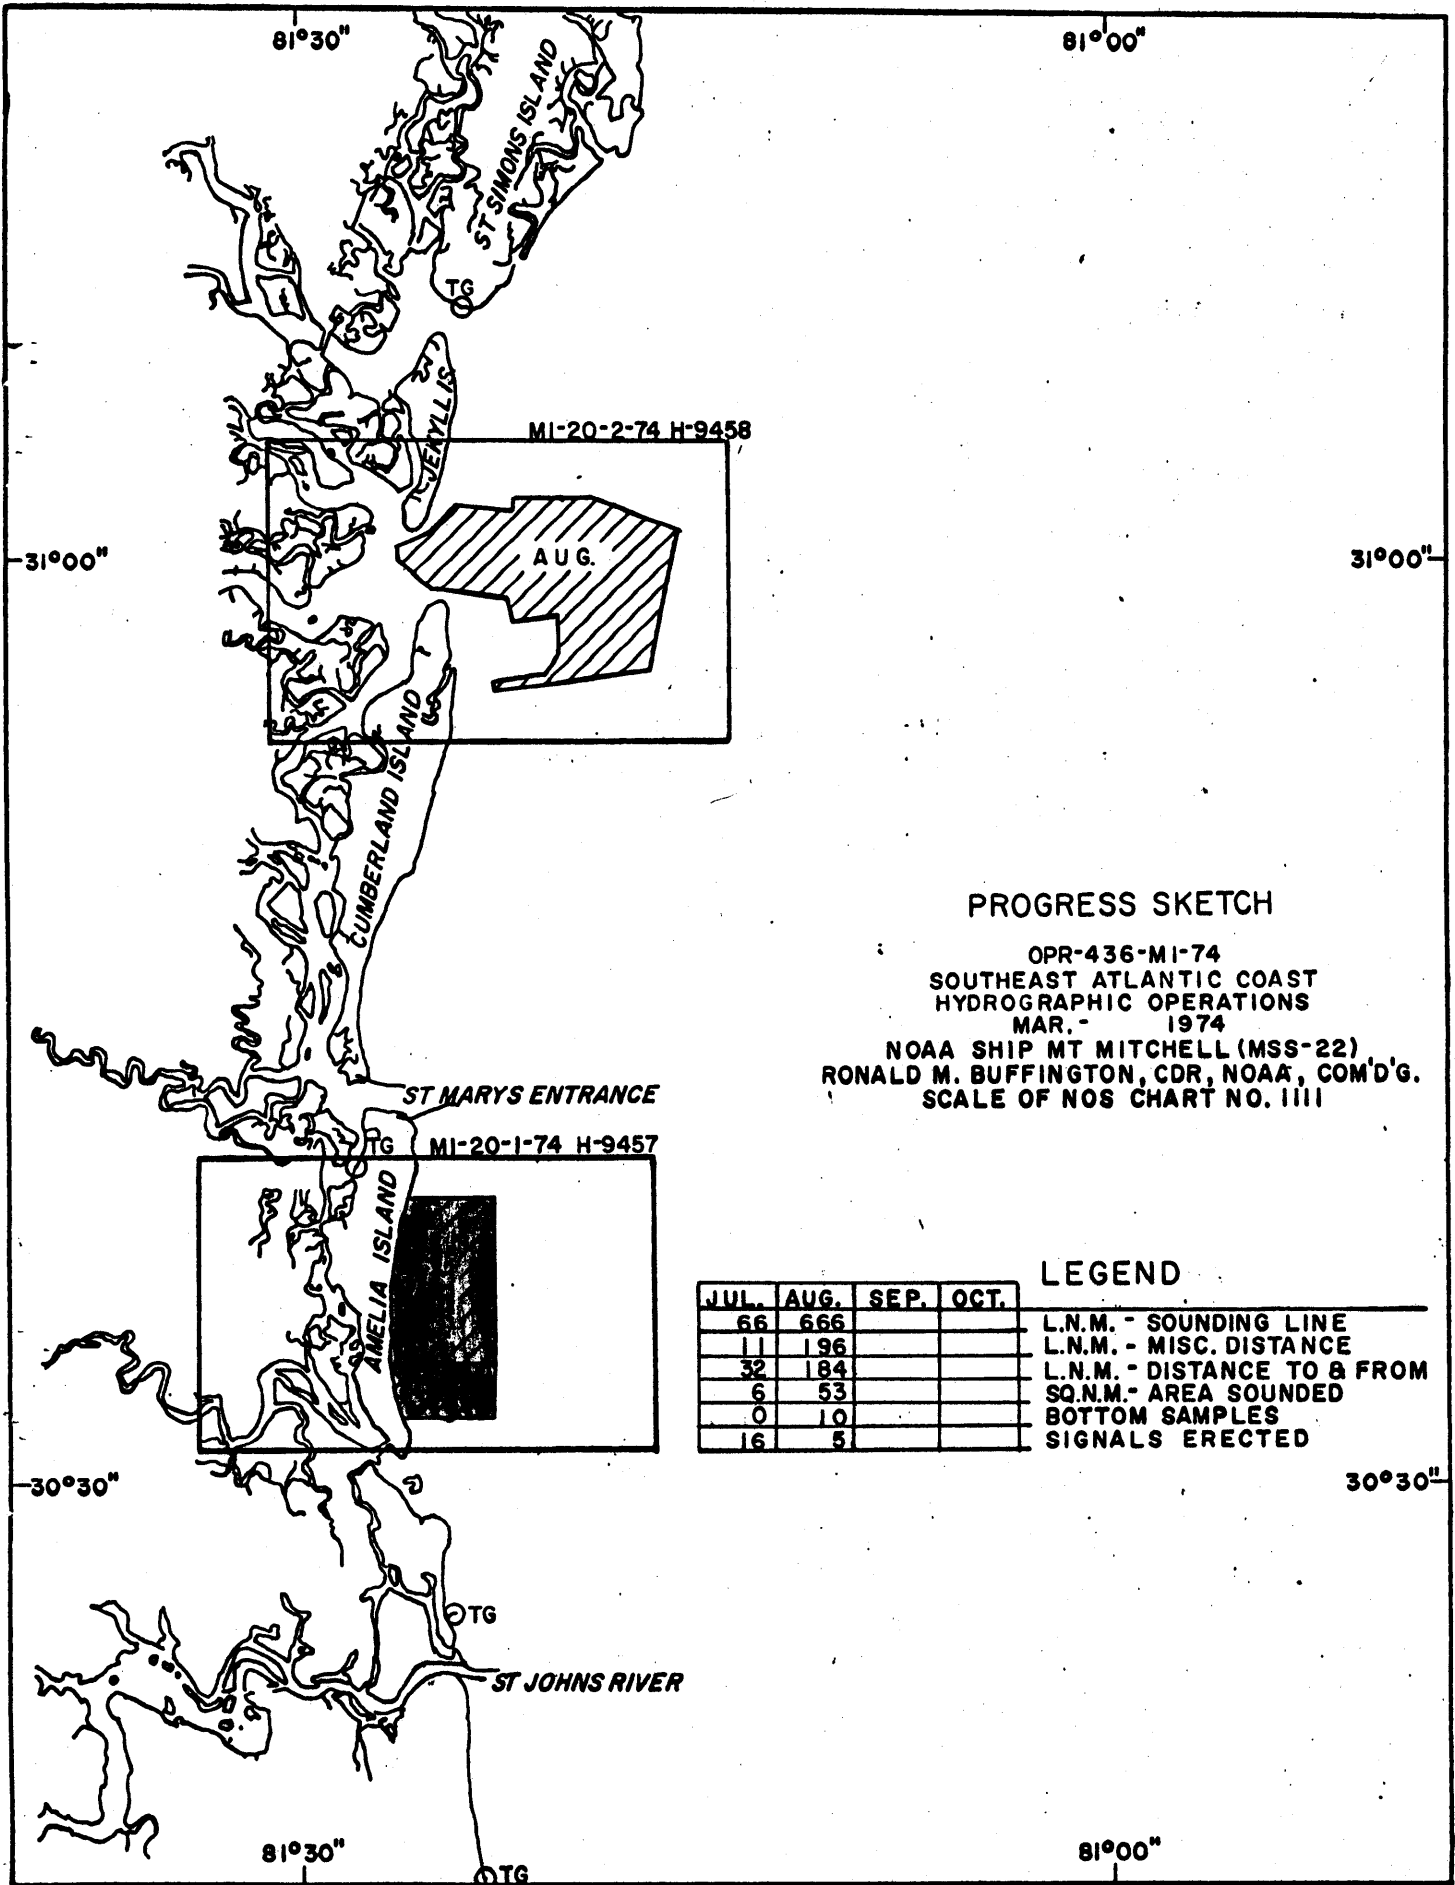 81°30"
81°00"
ST SIMONS ISLAND
TG
JEKYLL IS.
MI-20-2-74 H-9458
AUG.
31°00"
31°00"
CUMBERLAND ISLAND
PROGRESS SKETCH
OPR-436-MI-74
SOUTHEAST ATLANTIC COAST
HYDROGRAPHIC OPERATIONS
MAR.- 1974
NOAA SHIP MT MITCHELL (MSS-22)
RONALD M. BUFFINGTON, CDR, NOAA, COM'D'G.
SCALE OF NOS CHART NO. 1111
ST MARYS ENTRANCE
TG
MI-20-1-74 H-9457
AMELIA ISLAND
LEGEND
JUL. AUG. SEP. OCT.
66 666 L.N.M. - SOUNDING LINE
11 196 L.N.M. - MISC. DISTANCE
32 184 L.N.M. - DISTANCE TO & FROM
6 53 SQ.N.M. - AREA SOUNDED
0 10 BOTTOM SAMPLES
16 5 SIGNALS ERECTED
30°30"
30°30"
TG
ST JOHNS RIVER
81°30"
81°00"
TG